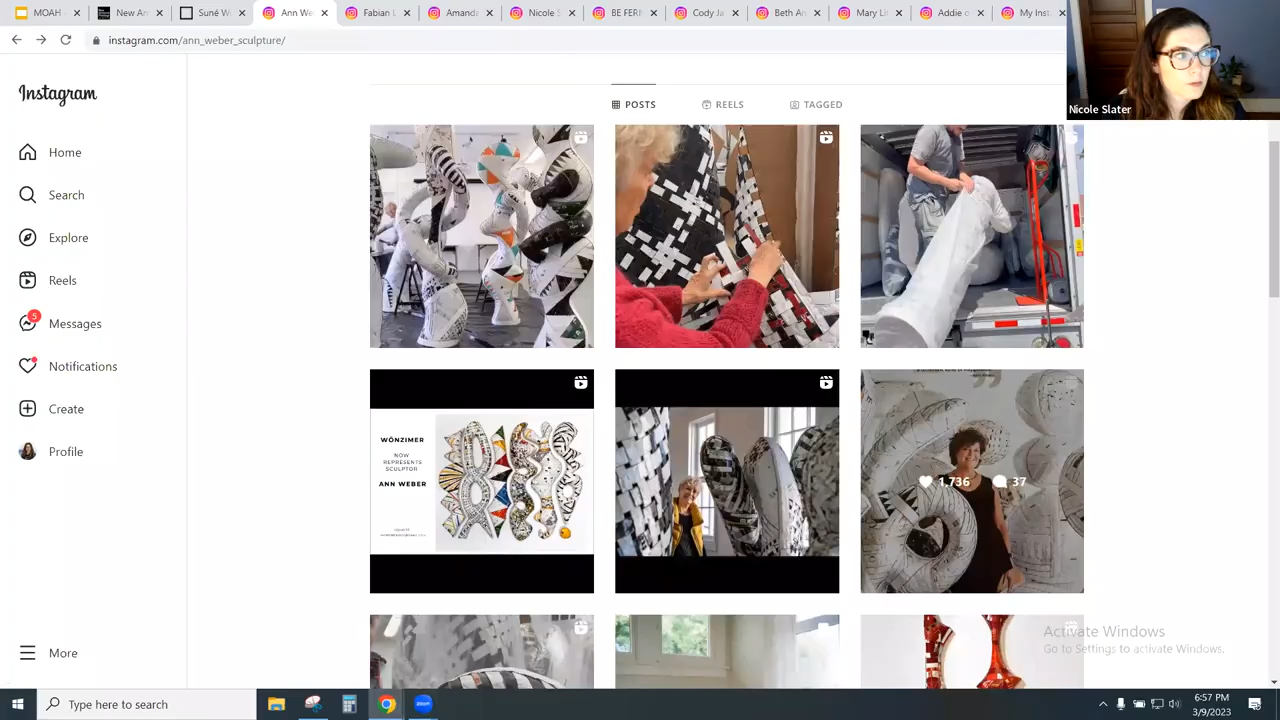 MOAH
New Ar
Suné W
Ann We
Fabian L
Amanda
Nicole S
BE FERN
Cody
Beth An
Mary Li
Addie
My Inst
instagram.com/ann_weber_sculpture/
Nicole Slater
Instagram
POSTS
REELS
TAGGED
Home
Search
Explore
Reels
5
Messages
Notifications
Create
Profile
More
WÖNZIMER
NOW
REPRESENTS
SCULPTOR
ANN WEBER
1,736
37
Activate Windows
Go to Settings to activate Windows.
Type here to search
zoom
6:57 PM
3/9/2023